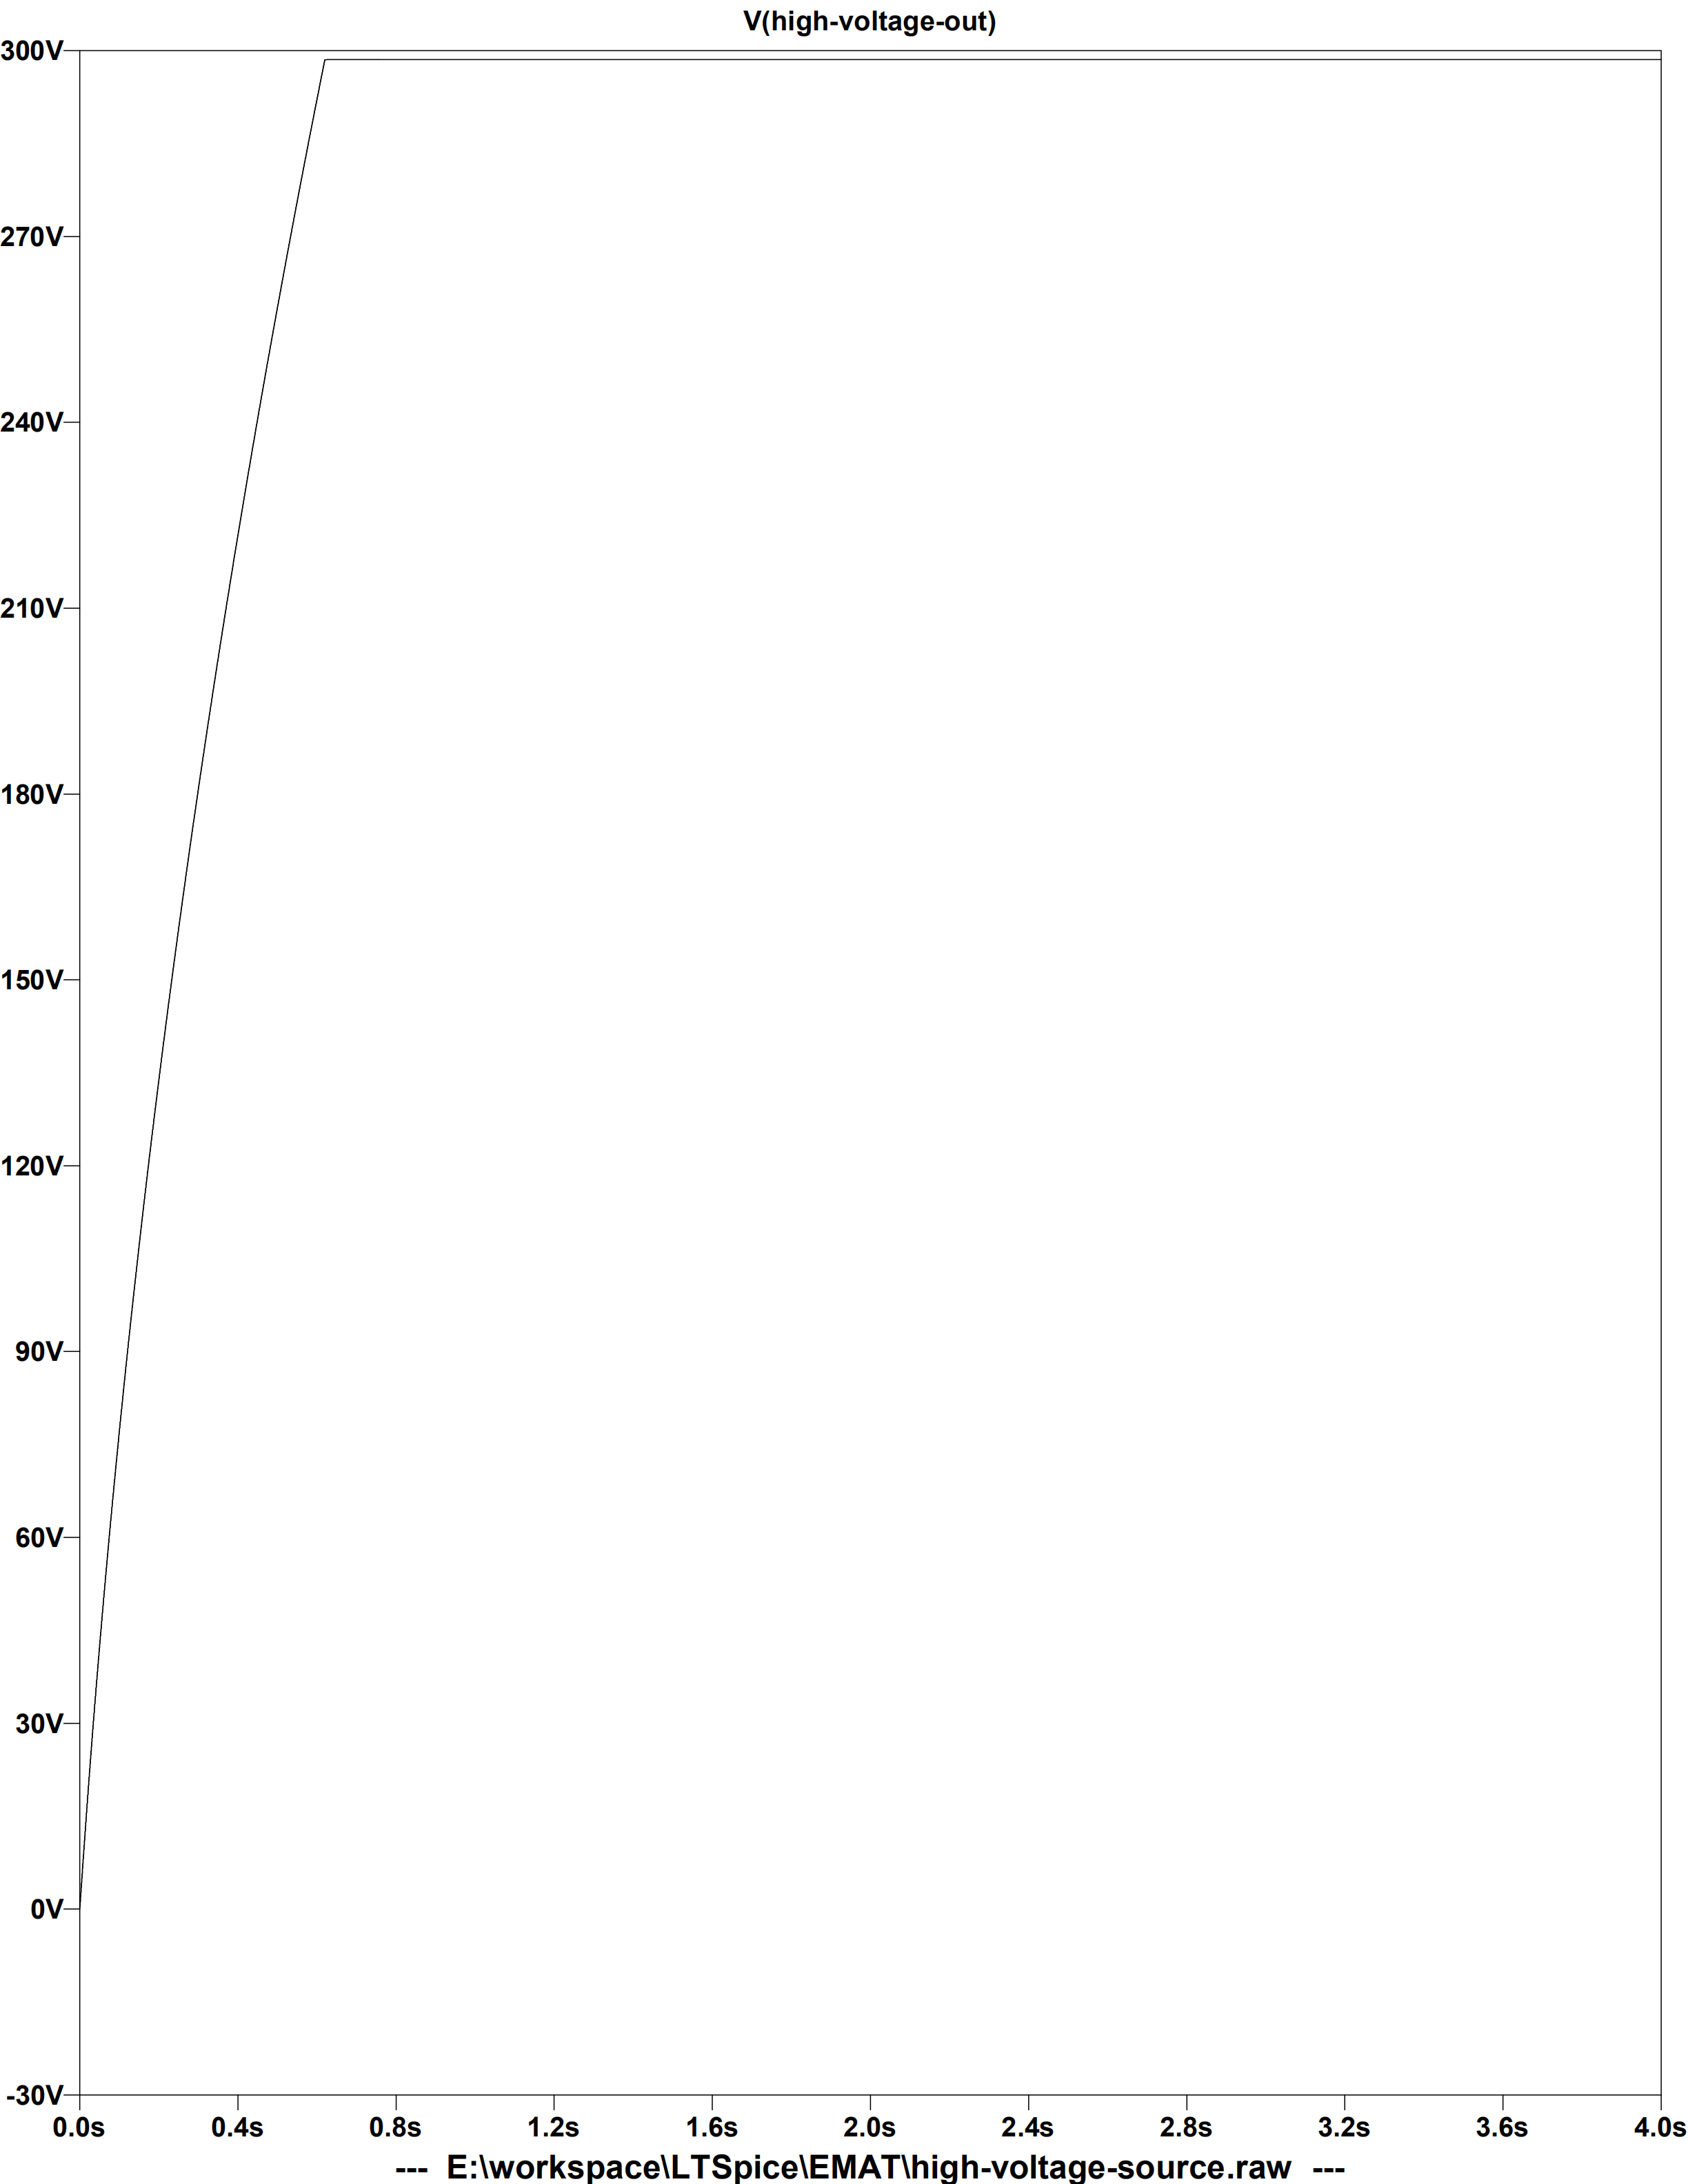 V(high-voltage-out)
300V
270V
240V
210V
180V
150V
120V
90V
60V
30V
0V
-30V
0.0s 0.4s 0.8s 1.2s 1.6s 2.0s 2.4s 2.8s 3.2s 3.6s 4.0s
--- E:\workspace\LTSpice\EMAT\high-voltage-source.raw ---